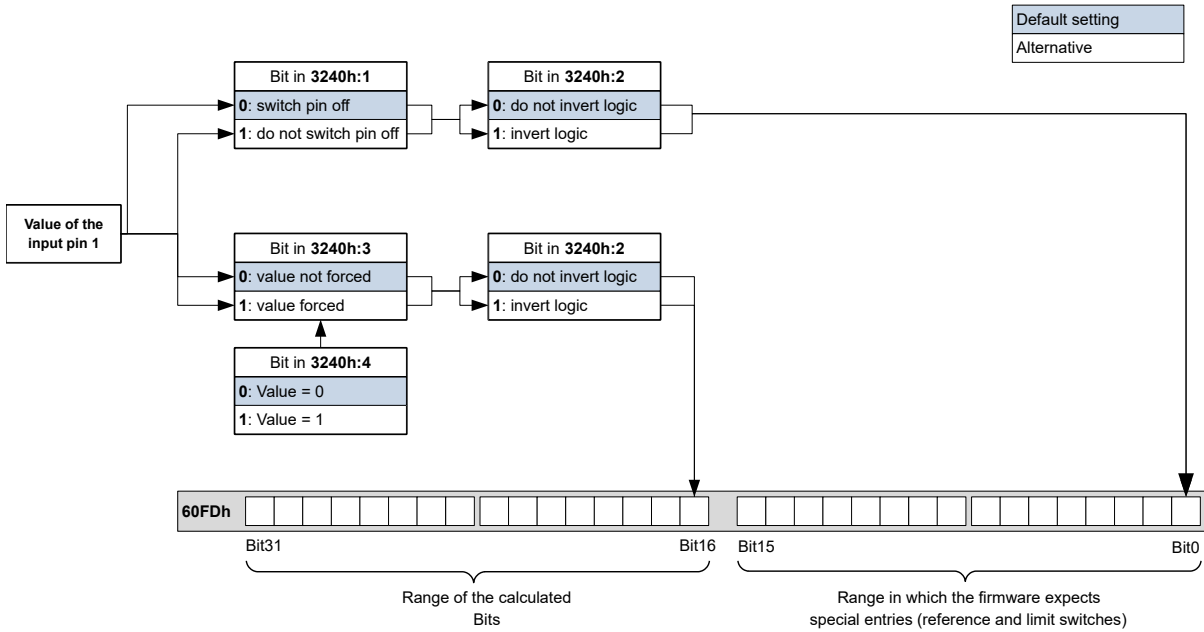 Default setting
Alternative
Bit in 3240h:1
0: switch pin off
1: do not switch pin off
Bit in 3240h:2
0: do not invert logic
1: invert logic
Value of the
input pin 1
Bit in 3240h:3
0: value not forced
1: value forced
Bit in 3240h:2
0: do not invert logic
1: invert logic
Bit in 3240h:4
0: Value = 0
1: Value = 1
60FDh
Bit31
Bit16
Bit15
Bit0
Range of the calculated
Bits
Range in which the firmware expects
special entries (reference and limit switches)